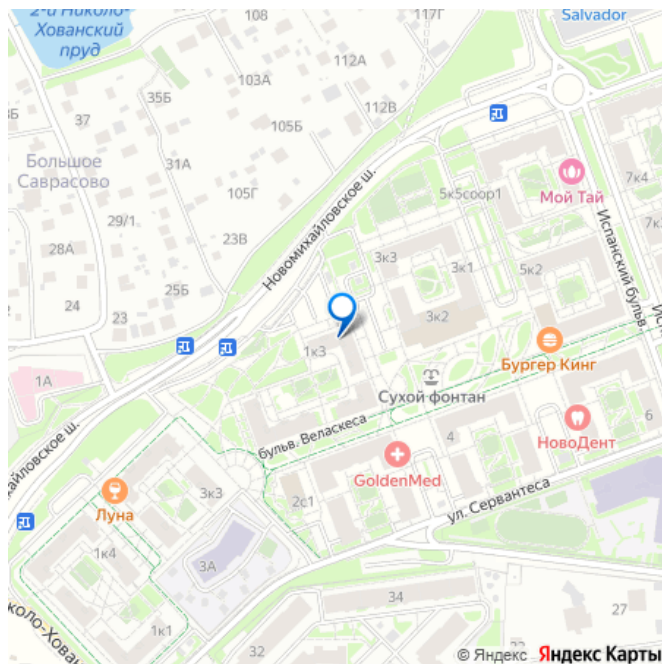 2-й Николо-
Хованский
пруд
108
117Г
Salvador
103А
112А
35Б
37
112В
105Б
Большое
Саврасово
31А
105Г
29/1
23В
28А
25Б
24
23
1А
Новомихайловское ш.
5к5соор1
Мой Тай
7к4
3к3
3к1
5к2
3к2
Испанский бульв.
1к3
Бургер Кинг
Сухой фонтан
бульв. Веласкеса
GoldenMed
4
НовоДент
6
ул. Сервантеса
Луна
3к3
2с1
1к4
3А
1к1
34
32
27
© Яндекс Яндекс Карты